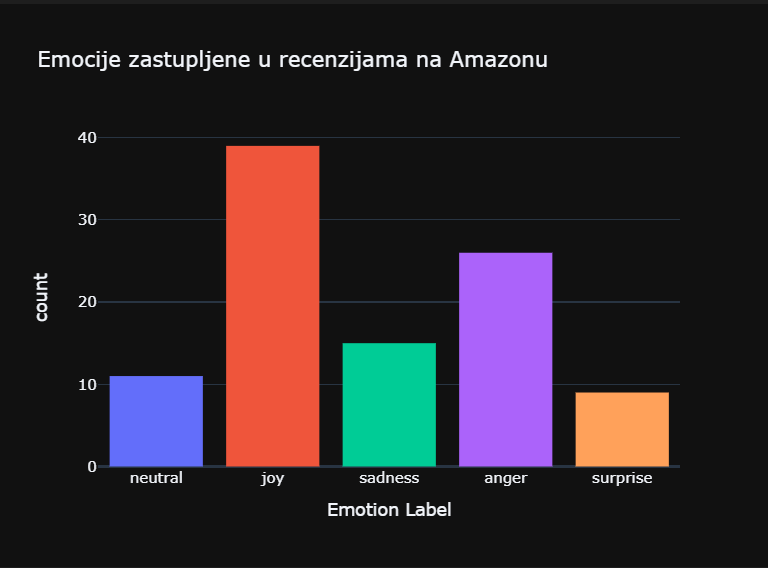 Emocije zastupljene u recenzijama na Amazonu
40
30
20
10
0
count
neutral joy sadness anger surprise
Emotion Label